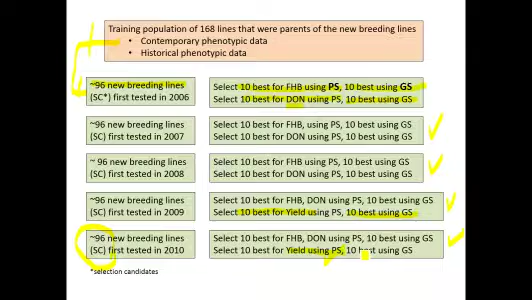 Training population of 168 lines that were parents of the new breeding lines
• Contemporary phenotypic data
• Historical phenotypic data
~96 new breeding lines
(SC*) first tested in 2006
Select 10 best for FHB using PS, 10 best using GS
Select 10 best for DON using PS, 10 best using GS
~96 new breeding lines
(SC) first tested in 2007
Select 10 best for FHB, using PS, 10 best using GS
Select 10 best for DON using PS, 10 best using GS
~ 96 new breeding lines
(SC) first tested in 2008
Select 10 best for FHB using PS, 10 best using GS
Select 10 best for DON using PS, 10 best using GS
~96 new breeding lines
(SC) first tested in 2009
Select 10 best for FHB, DON using PS, 10 best using GS
Select 10 best for Yield using PS, 10 best using GS
~96 new breeding lines
(SC) first tested in 2010
Select 10 best for FHB, DON using PS, 10 best using GS
Select 10 best for Yield using PS, 10 best using GS
*selection candidates